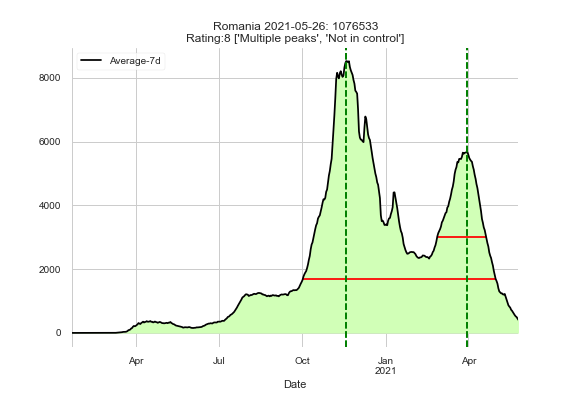 Romania 2021-05-26: 1076533
Rating:8 ['Multiple peaks', 'Not in control']
Average-7d
8000
6000
4000
2000
0
Apr
Jul
Oct
Jan
2021
Apr
Date